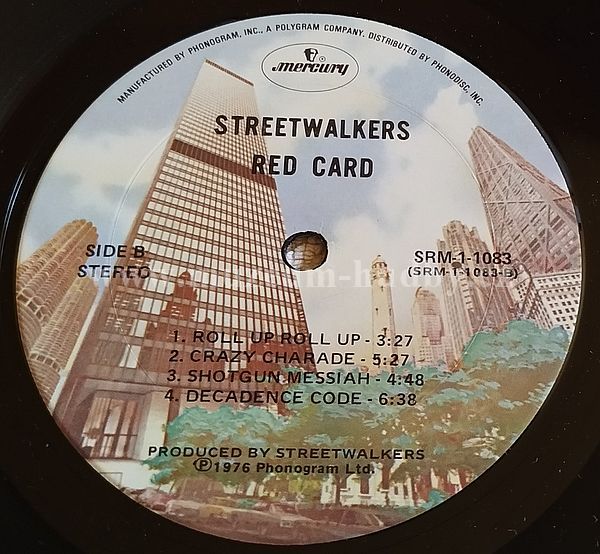 MANUFACTURED BY PHONOGRAM, INC., A POLYGRAM COMPANY. DISTRIBUTED BY PHONODISC, INC.
mercury ®
STREETWALKERS
RED CARD
SIDE B
STEREO
SRM-1-1083
(SRM-1-1083-B)
1. ROLL UP ROLL UP - 3:27
2. CRAZY CHARADE - 5:27
3. SHOTGUN MESSIAH - 4:48
4. DECADENCE CODE - 6:38
PRODUCED BY STREETWALKERS
℗1976 Phonogram Ltd.